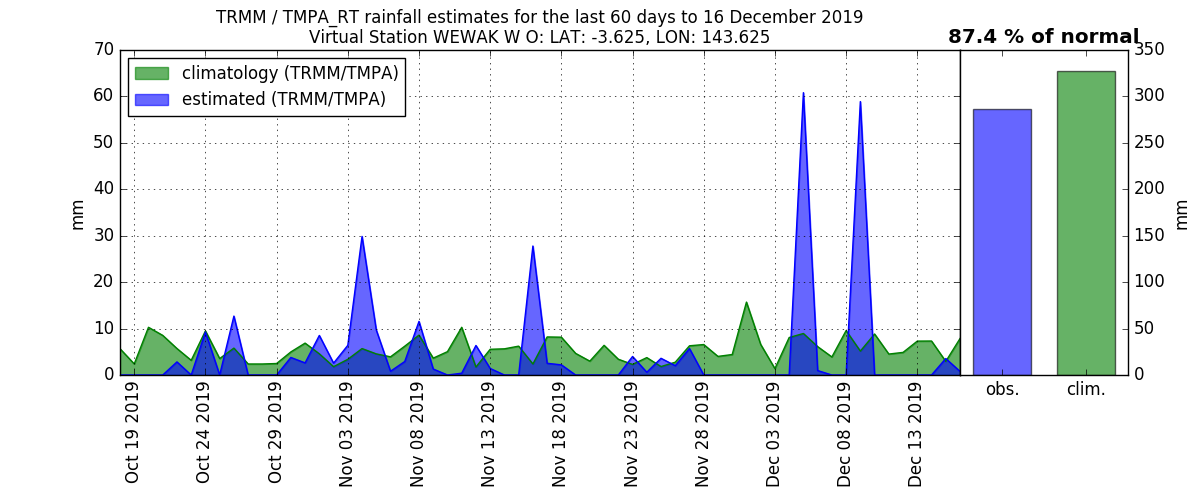 TRMM / TMPA_RT rainfall estimates for the last 60 days to 16 December 2019
Virtual Station WEWAK W O: LAT: -3.625, LON: 143.625
87.4 % of normal
climatology (TRMM/TMPA)
estimated (TRMM/TMPA)
70
60
50
40
30
20
10
0
mm
Oct 19 2019
Oct 24 2019
Oct 29 2019
Nov 03 2019
Nov 08 2019
Nov 13 2019
Nov 18 2019
Nov 23 2019
Nov 28 2019
Dec 03 2019
Dec 08 2019
Dec 13 2019
obs.
clim.
350
300
250
200
150
100
50
0
mm